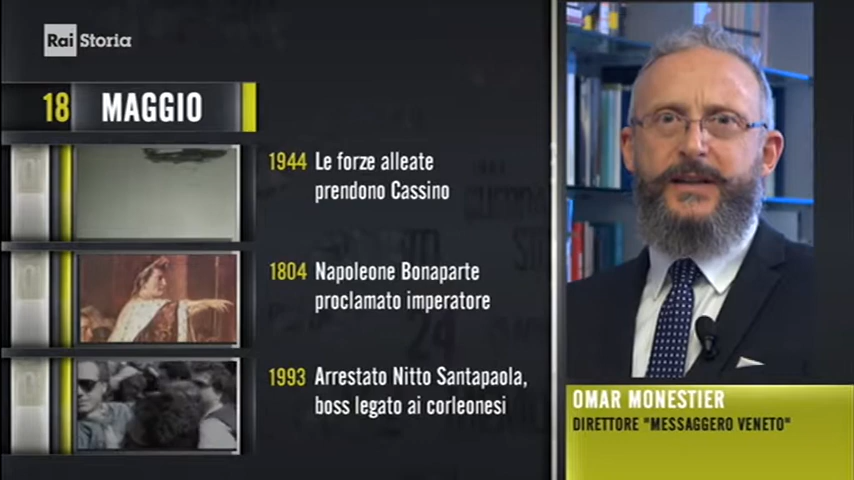 Rai Storia
18 MAGGIO
1944 Le forze alleate
prendono Cassino
1804 Napoleone Bonaparte
proclamato imperatore
1993 Arrestato Nitto Santapaola,
boss legato ai corleonesi
OMAR MONESTIER
DIRETTORE "MESSAGGERO VENETO"